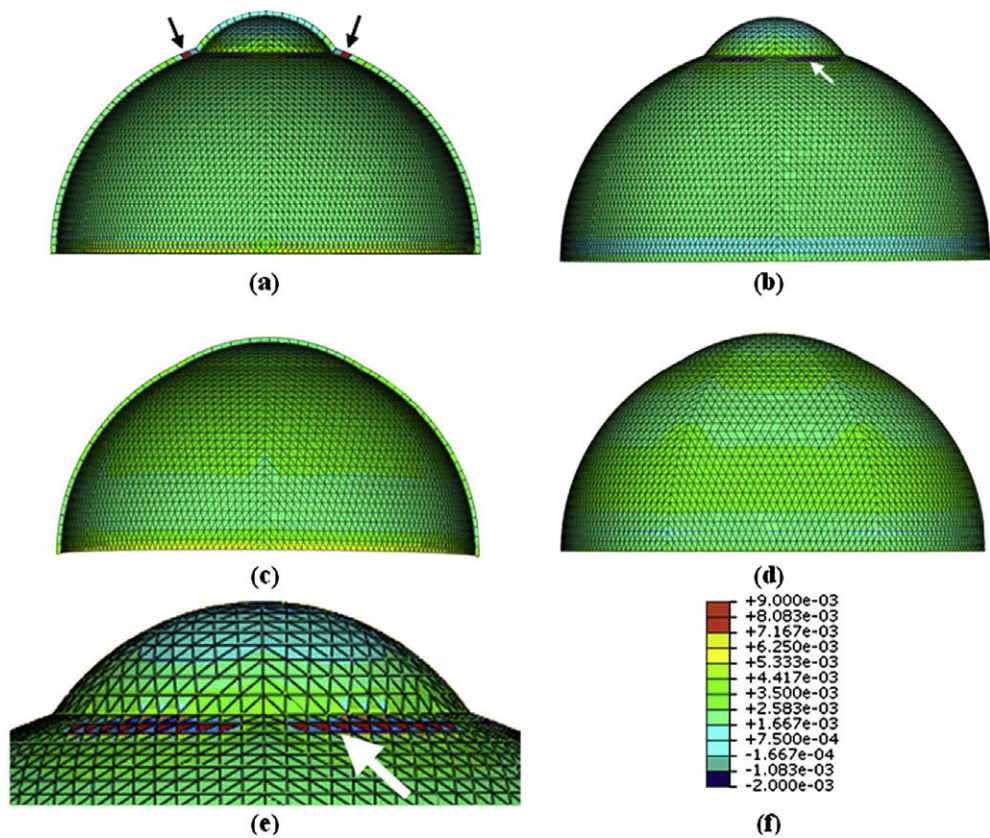 (a)
(b)
(c)
(d)
+9.000e-03
+8.083e-03
+7.167e-03
+6.250e-03
+5.333e-03
+4.417e-03
+3.500e-03
+2.583e-03
+1.667e-03
+7.500e-04
-1.667e-04
-1.083e-03
-2.000e-03
(e)
(f)